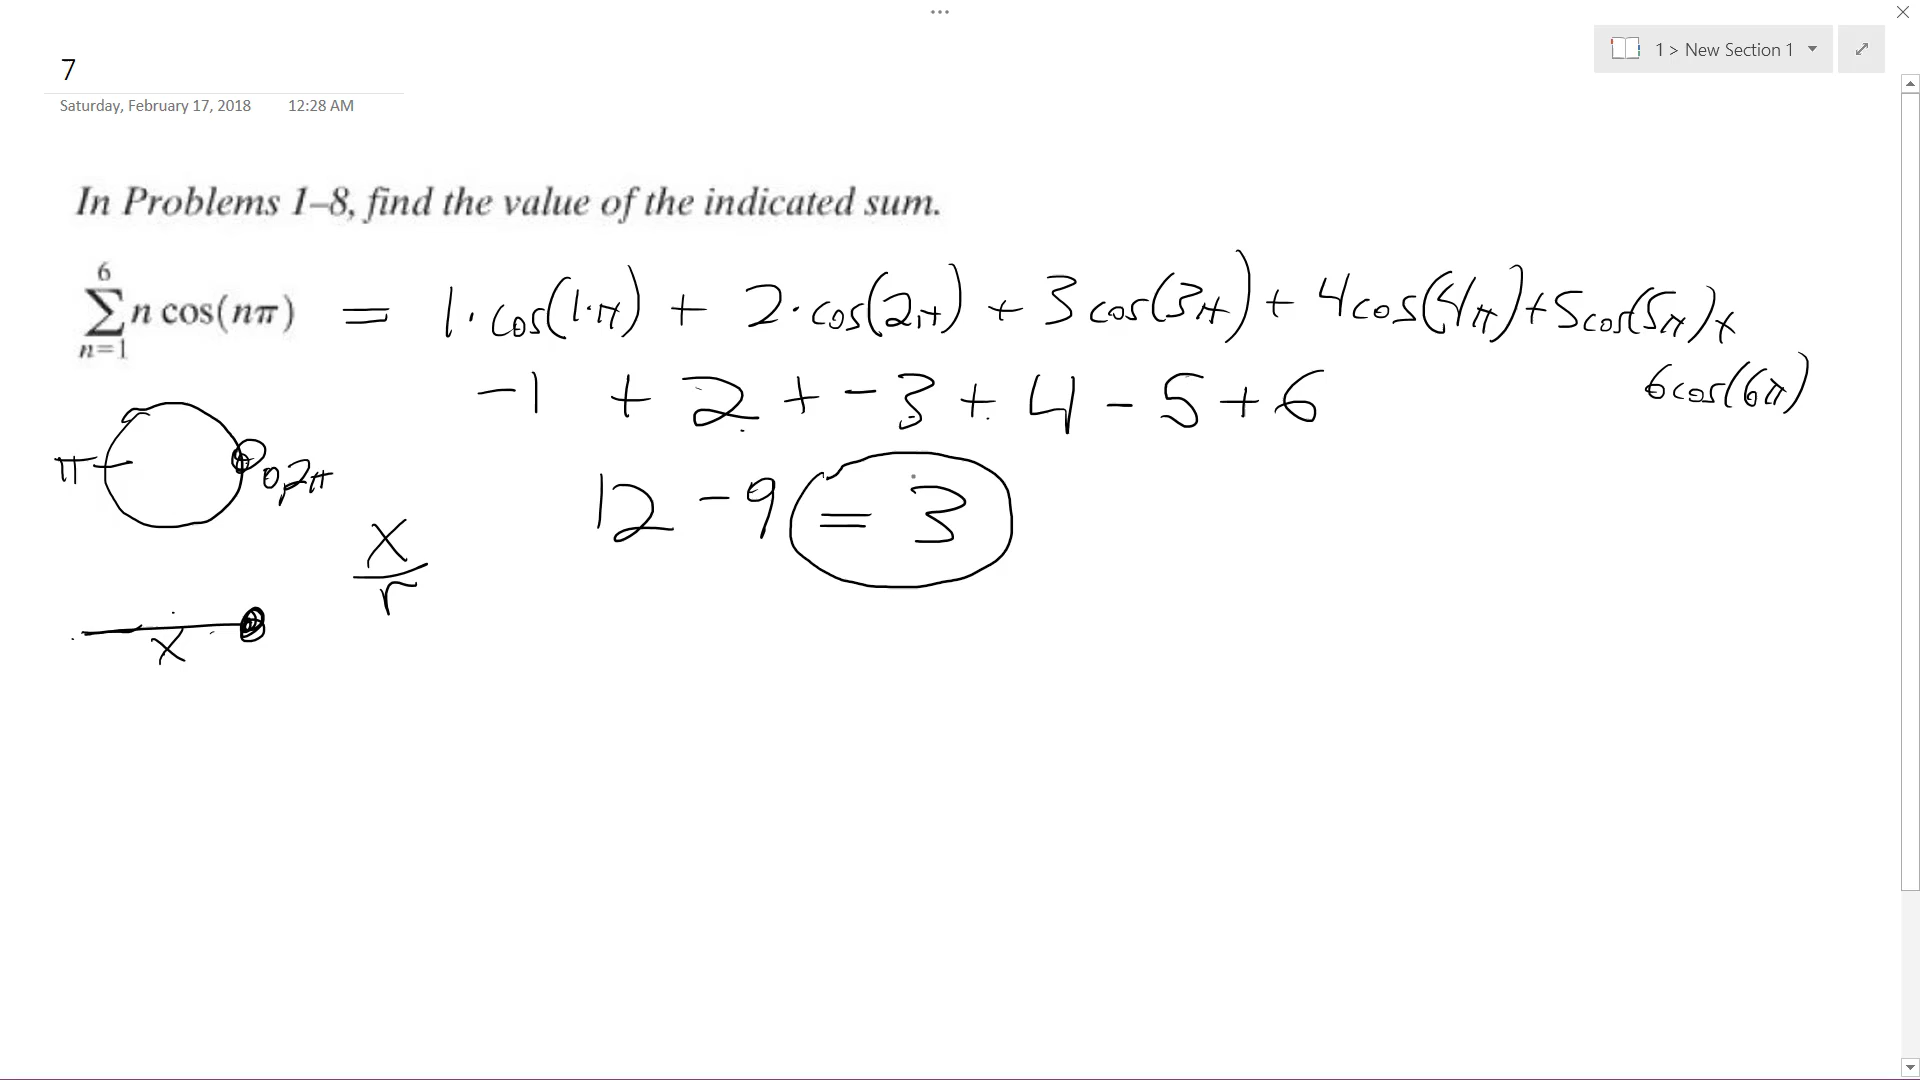 1 > New Section 1
7
Saturday, February 17, 2018 12:28 AM
In Problems 1–8, find the value of the indicated sum.
6
∑ n cos(nπ) = 1·cos(1·π) + 2·cos(2π) + 3cos(3π) + 4cos(4π) + 5cos(5π) +
n=1
6cos(6π)
-1 + 2 + -3 + 4 - 5 + 6
π 0,2π
12 - 9 = 3
x
r
x